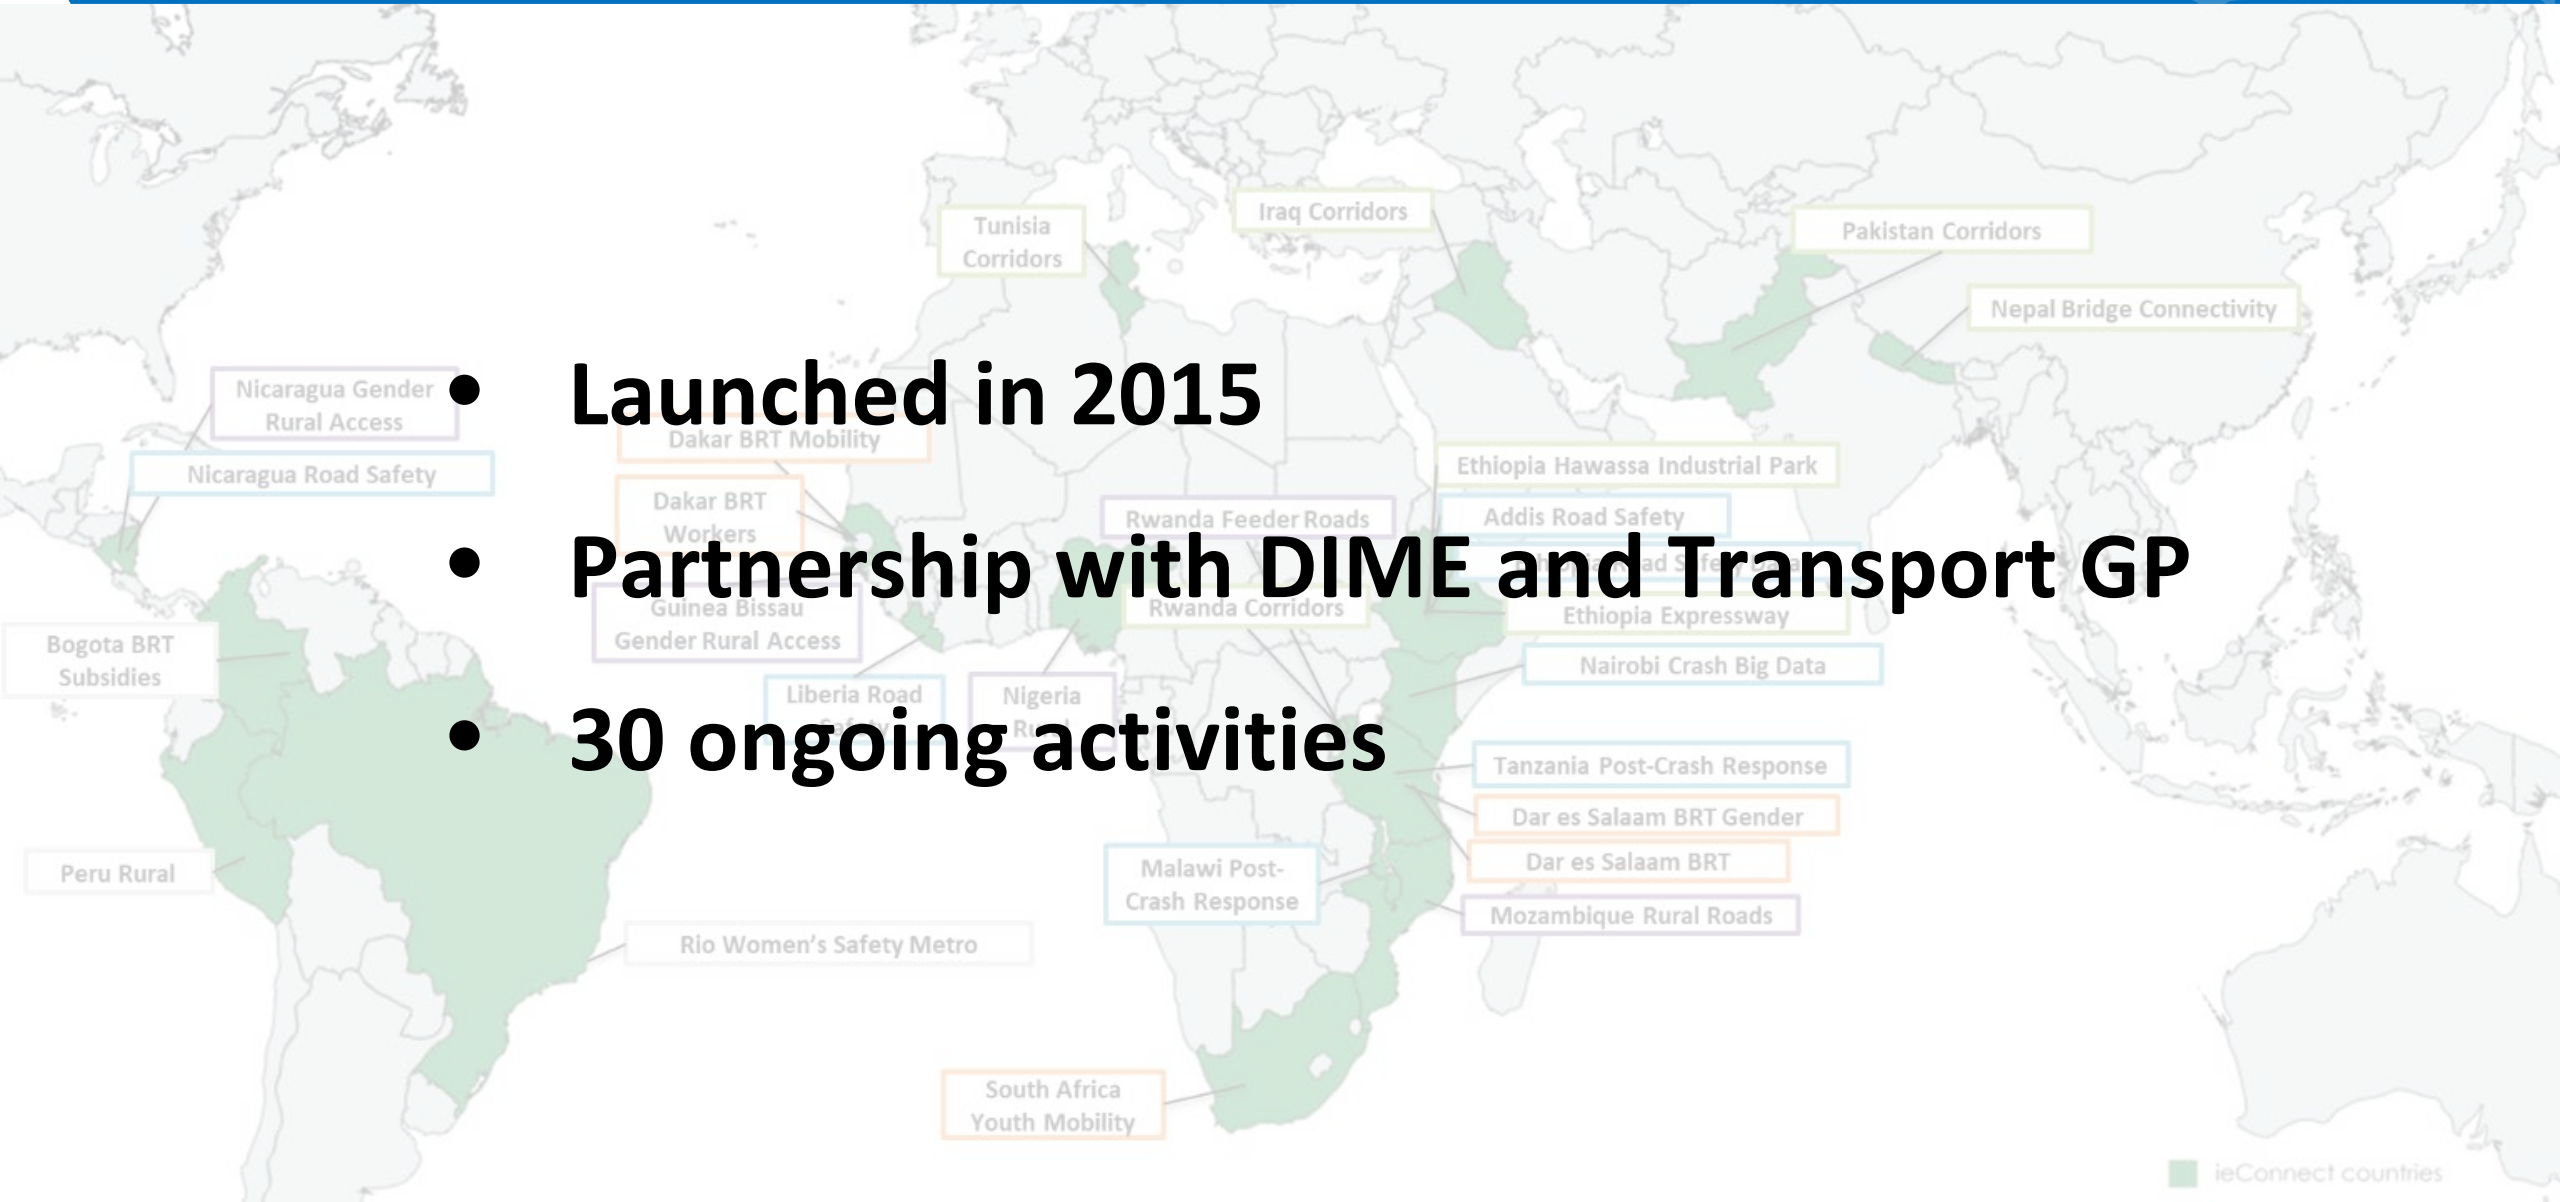 Tunisia
Corridors
Iraq Corridors
Pakistan Corridors
Nepal Bridge Connectivity
Nicaragua Gender
Rural Access
• Launched in 2015
Dakar BRT Mobility
Nicaragua Road Safety
Ethiopia Hawassa Industrial Park
Dakar BRT
Workers
Rwanda Feeder Roads
Addis Road Safety
• Partnership with DIME and Transport GP
Guinea Bissau
Gender Rural Access
Rwanda Corridors
Ethiopia Expressway
Bogota BRT
Subsidies
Nairobi Crash Big Data
Liberia Road
Safety
Nigeria
• 30 ongoing activities
Tanzania Post-Crash Response
Dar es Salaam BRT Gender
Dar es Salaam BRT
Peru Rural
Malawi Post-
Crash Response
Mozambique Rural Roads
Rio Women’s Safety Metro
South Africa
Youth Mobility
ieConnect countries